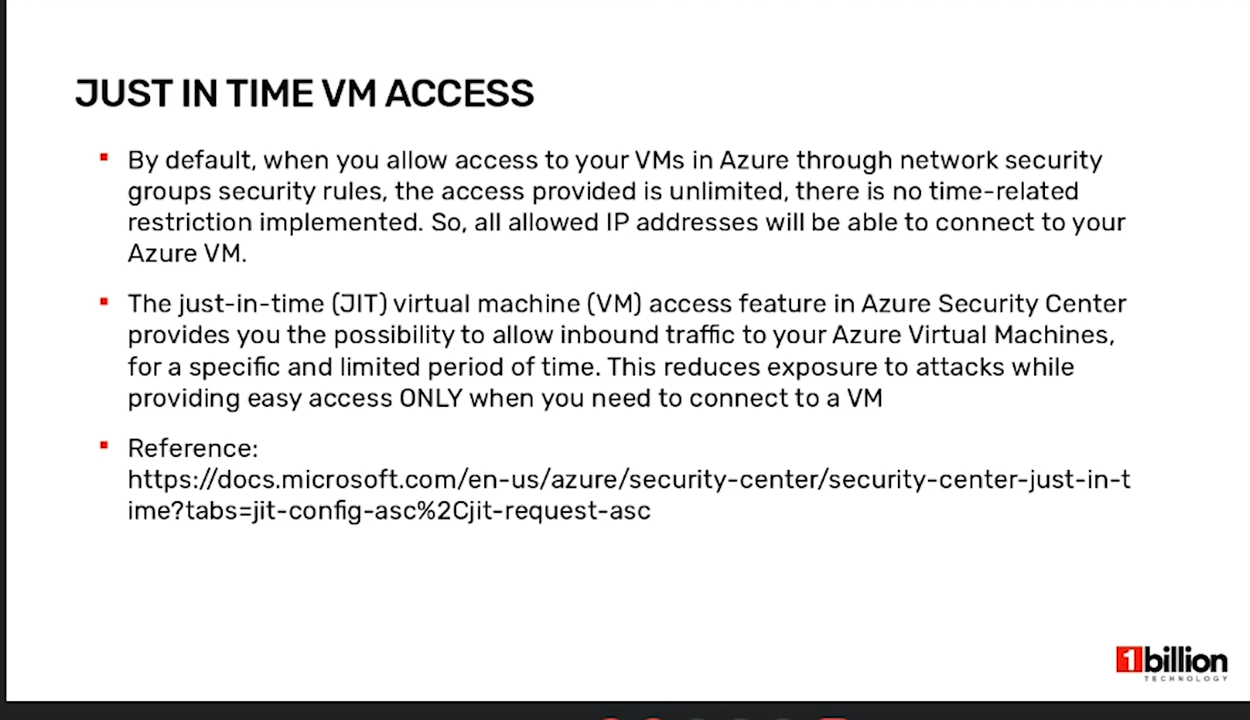 JUST IN TIME VM ACCESS
By default, when you allow access to your VMs in Azure through network security
groups security rules, the access provided is unlimited, there is no time-related
restriction implemented. So, all allowed IP addresses will be able to connect to your
Azure VM.
The just-in-time (JIT) virtual machine (VM) access feature in Azure Security Center
provides you the possibility to allow inbound traffic to your Azure Virtual Machines,
for a specific and limited period of time. This reduces exposure to attacks while
providing easy access ONLY when you need to connect to a VM
Reference:
https://docs.microsoft.com/en-us/azure/security-center/security-center-just-in-t
ime?tabs=jit-config-asc%2Cjit-request-asc
1billion
TECHNOLOGY